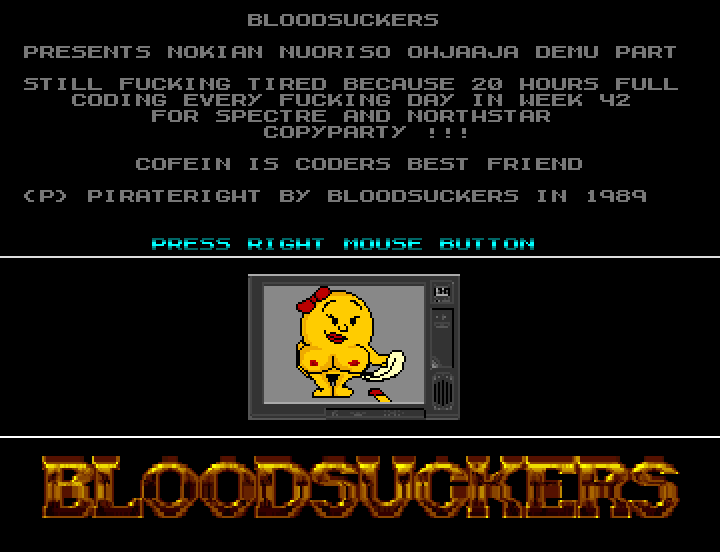 BLOODSUCKERS
PRESENTS NOKIAN NUORISO OHJAAJA DEMU PART
STILL FUCKING TIRED BECAUSE 20 HOURS FULL
CODING EVERY FUCKING DAY IN WEEK 42
FOR SPECTRE AND NORTHSTAR
COPYPARTY !!!
COFEIN IS CODERS BEST FRIEND
(P) PIRATERIGHT BY BLOODSUCKERS IN 1989
PRESS RIGHT MOUSE BUTTON
BLOODSUCKERS